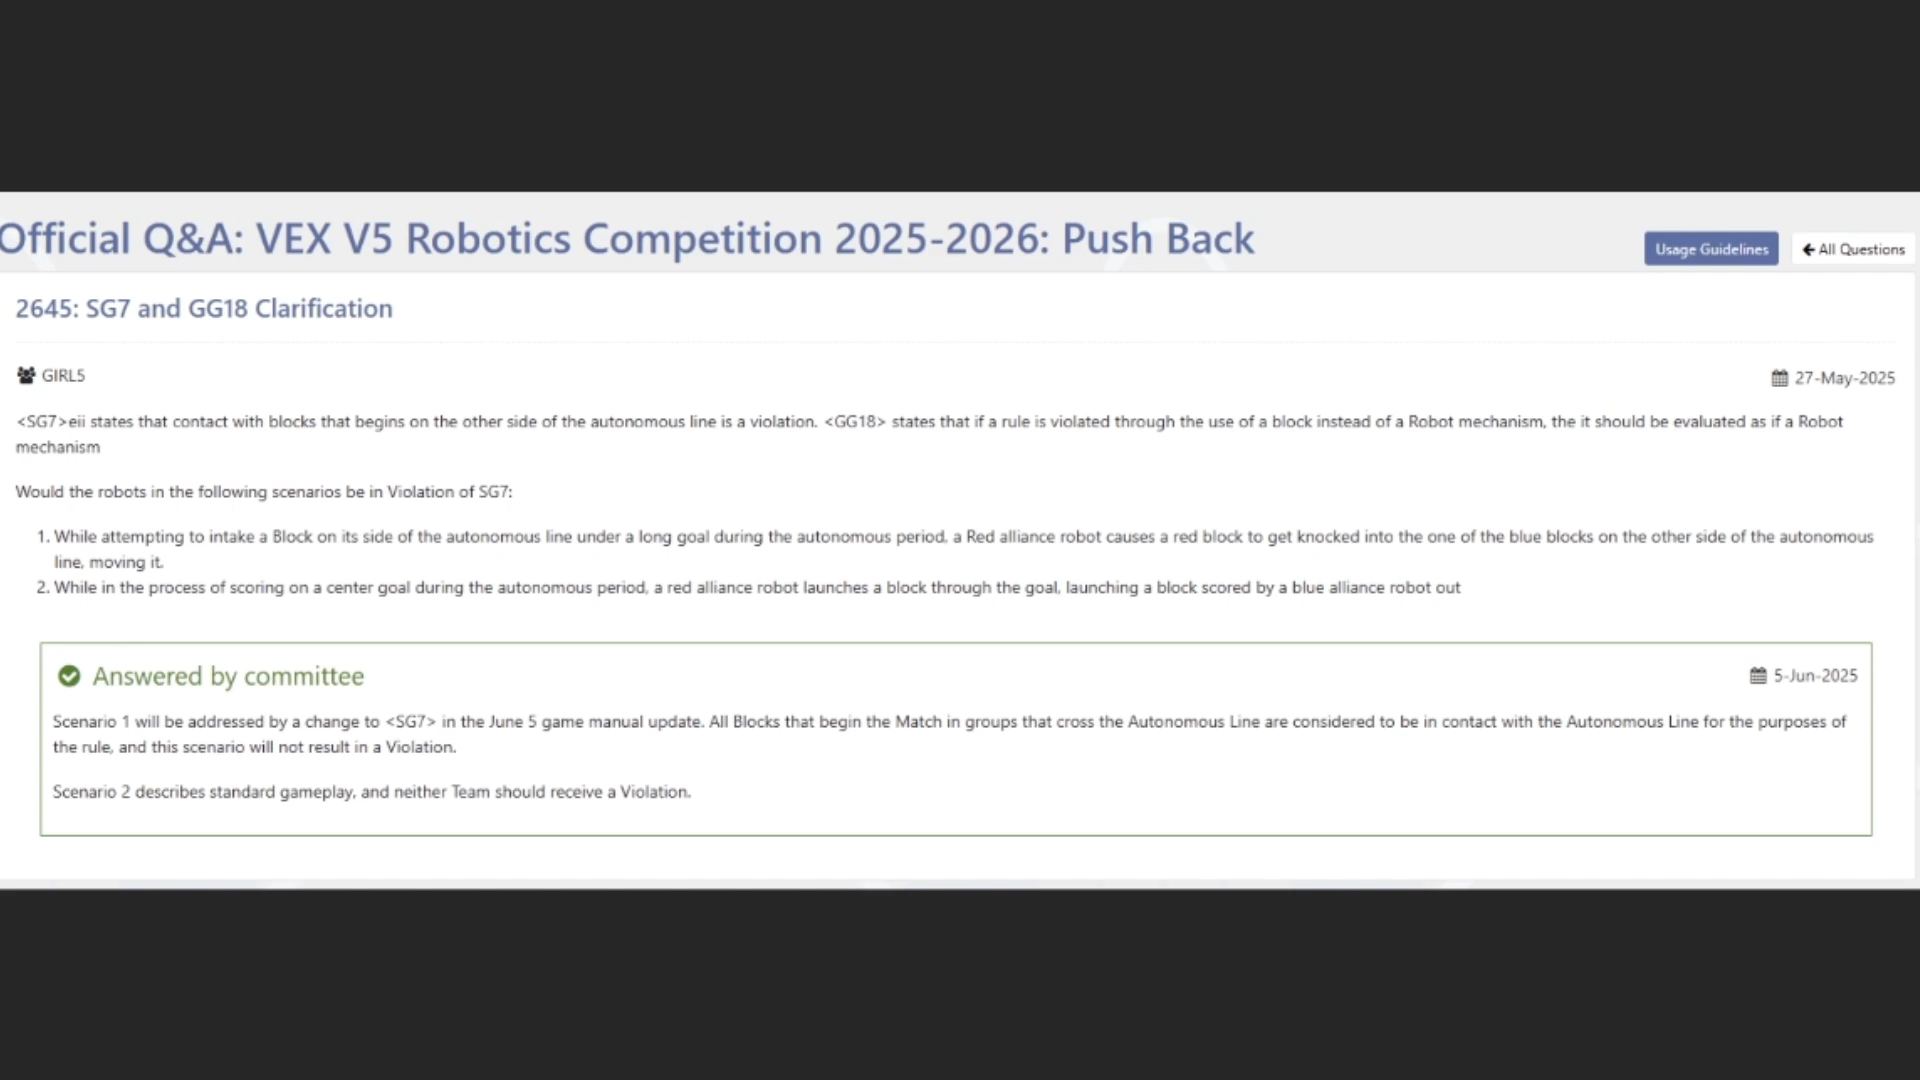 Official Q&A: VEX V5 Robotics Competition 2025-2026: Push Back
Usage Guidelines
All Questions
2645: SG7 and GG18 Clarification
GIRL5
27-May-2025
<SG7>eii states that contact with blocks that begins on the other side of the autonomous line is a violation. <GG18> states that if a rule is violated through the use of a block instead of a Robot mechanism, the it should be evaluated as if a Robot
mechanism
Would the robots in the following scenarios be in Violation of SG7:
1. While attempting to intake a Block on its side of the autonomous line under a long goal during the autonomous period, a Red alliance robot causes a red block to get knocked into the one of the blue blocks on the other side of the autonomous
line, moving it.
2. While in the process of scoring on a center goal during the autonomous period, a red alliance robot launches a block through the goal, launching a block scored by a blue alliance robot out
Answered by committee
5-Jun-2025
Scenario 1 will be addressed by a change to <SG7> in the June 5 game manual update. All Blocks that begin the Match in groups that cross the Autonomous Line are considered to be in contact with the Autonomous Line for the purposes of
the rule, and this scenario will not result in a Violation.
Scenario 2 describes standard gameplay, and neither Team should receive a Violation.